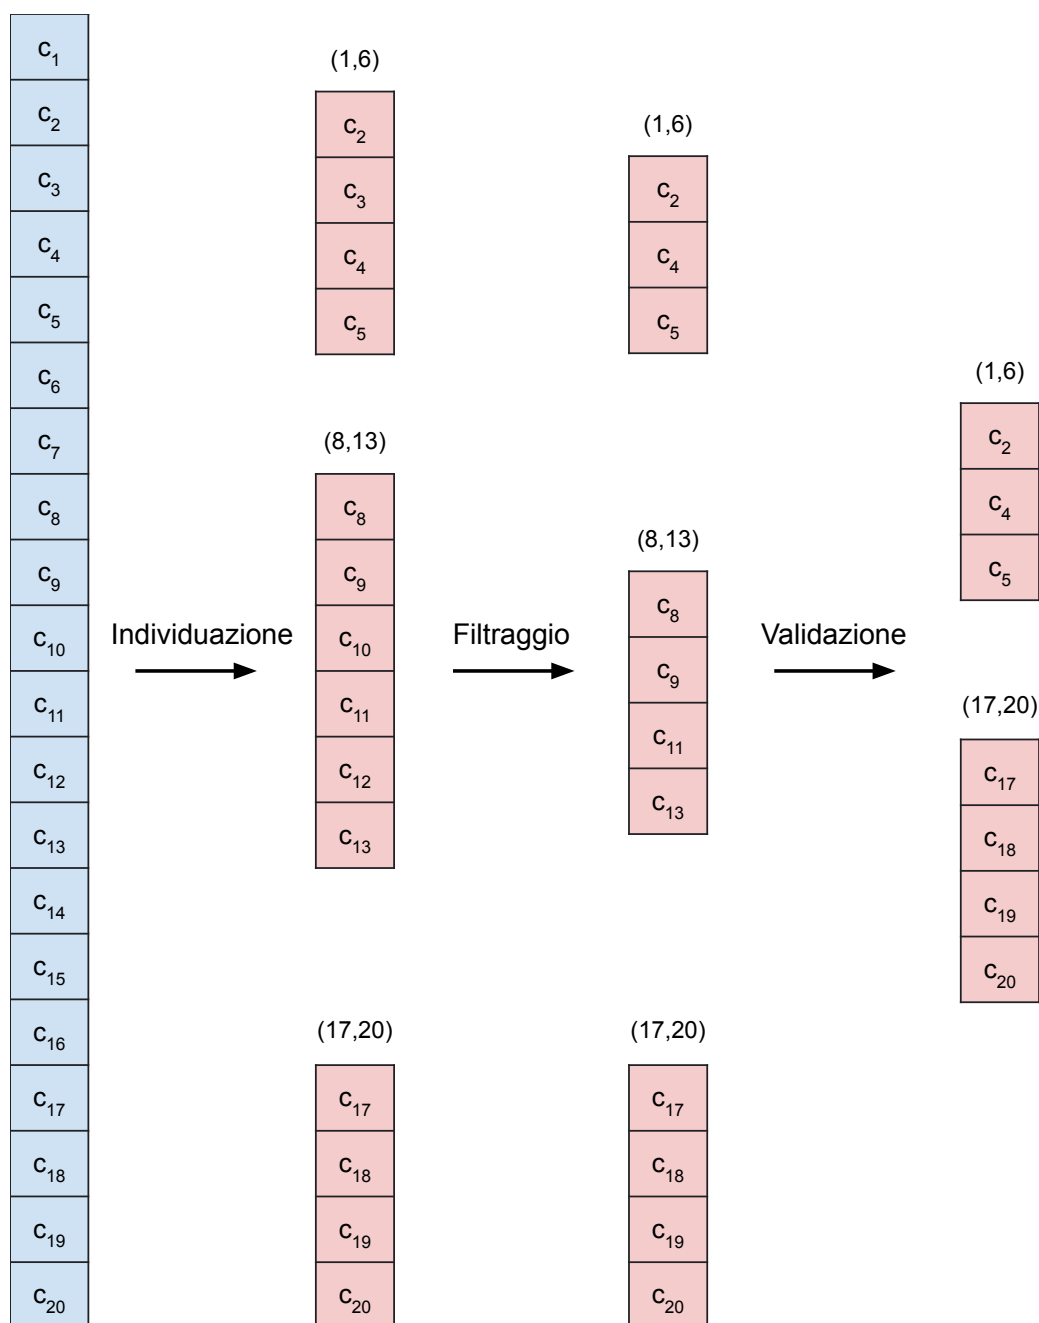 c1
c2
c3
c4
c5
c6
c7
c8
c9
c10
c11
c12
c13
c14
c15
c16
c17
c18
c19
c20
Individuazione
(1,6)
c2
c3
c4
c5
(8,13)
c8
c9
c10
c11
c12
c13
(17,20)
c17
c18
c19
c20
Filtraggio
(1,6)
c2
c4
c5
(8,13)
c8
c9
c11
c13
(17,20)
c17
c18
c19
c20
Validazione
(1,6)
c2
c4
c5
(17,20)
c17
c18
c19
c20